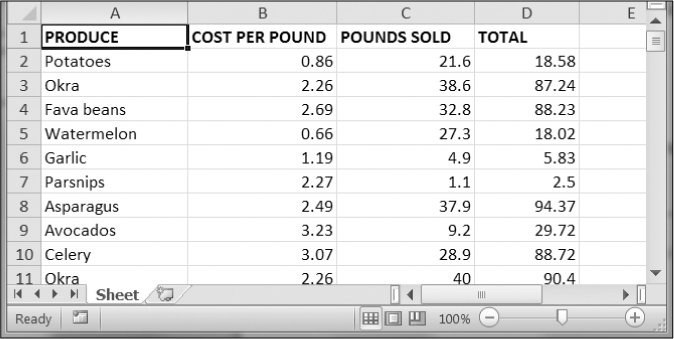 A B C D E
1 PRODUCE COST PER POUND POUNDS SOLD TOTAL
2 Potatoes 0.86 21.6 18.58
3 Okra 2.26 38.6 87.24
4 Fava beans 2.69 32.8 88.23
5 Watermelon 0.66 27.3 18.02
6 Garlic 1.19 4.9 5.83
7 Parsnips 2.27 1.1 2.5
8 Asparagus 2.49 37.9 94.37
9 Avocados 3.23 9.2 29.72
10 Celery 3.07 28.9 88.72
11 Okra 2.26 40 90.4
Sheet
Ready 100%